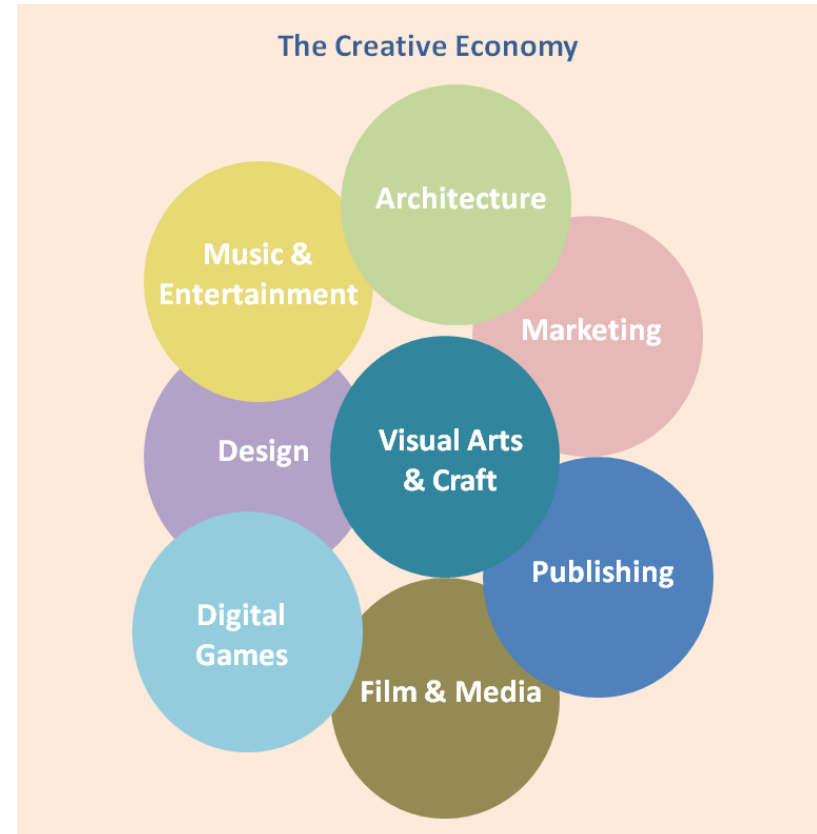 The Creative Economy
Architecture
Music &
Entertainment
Marketing
Design
Visual Arts
& Craft
Publishing
Digital
Games
Film & Media